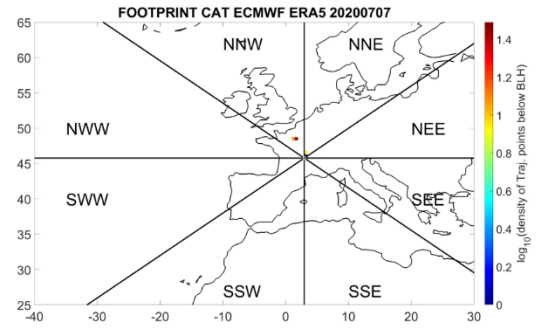 FOOTPRINT CAT ECMWF ERA5 20200707
65
60
55
50
45
40
35
30
25
-40
-30
-20
-10
0
10
20
30
NNW
NNE
NWW
NEE
SWW
SEE
SSW
SSE
1.4
1.2
1
0.8
0.6
0.4
0.2
0
log10(density of Traj. points below BLH)